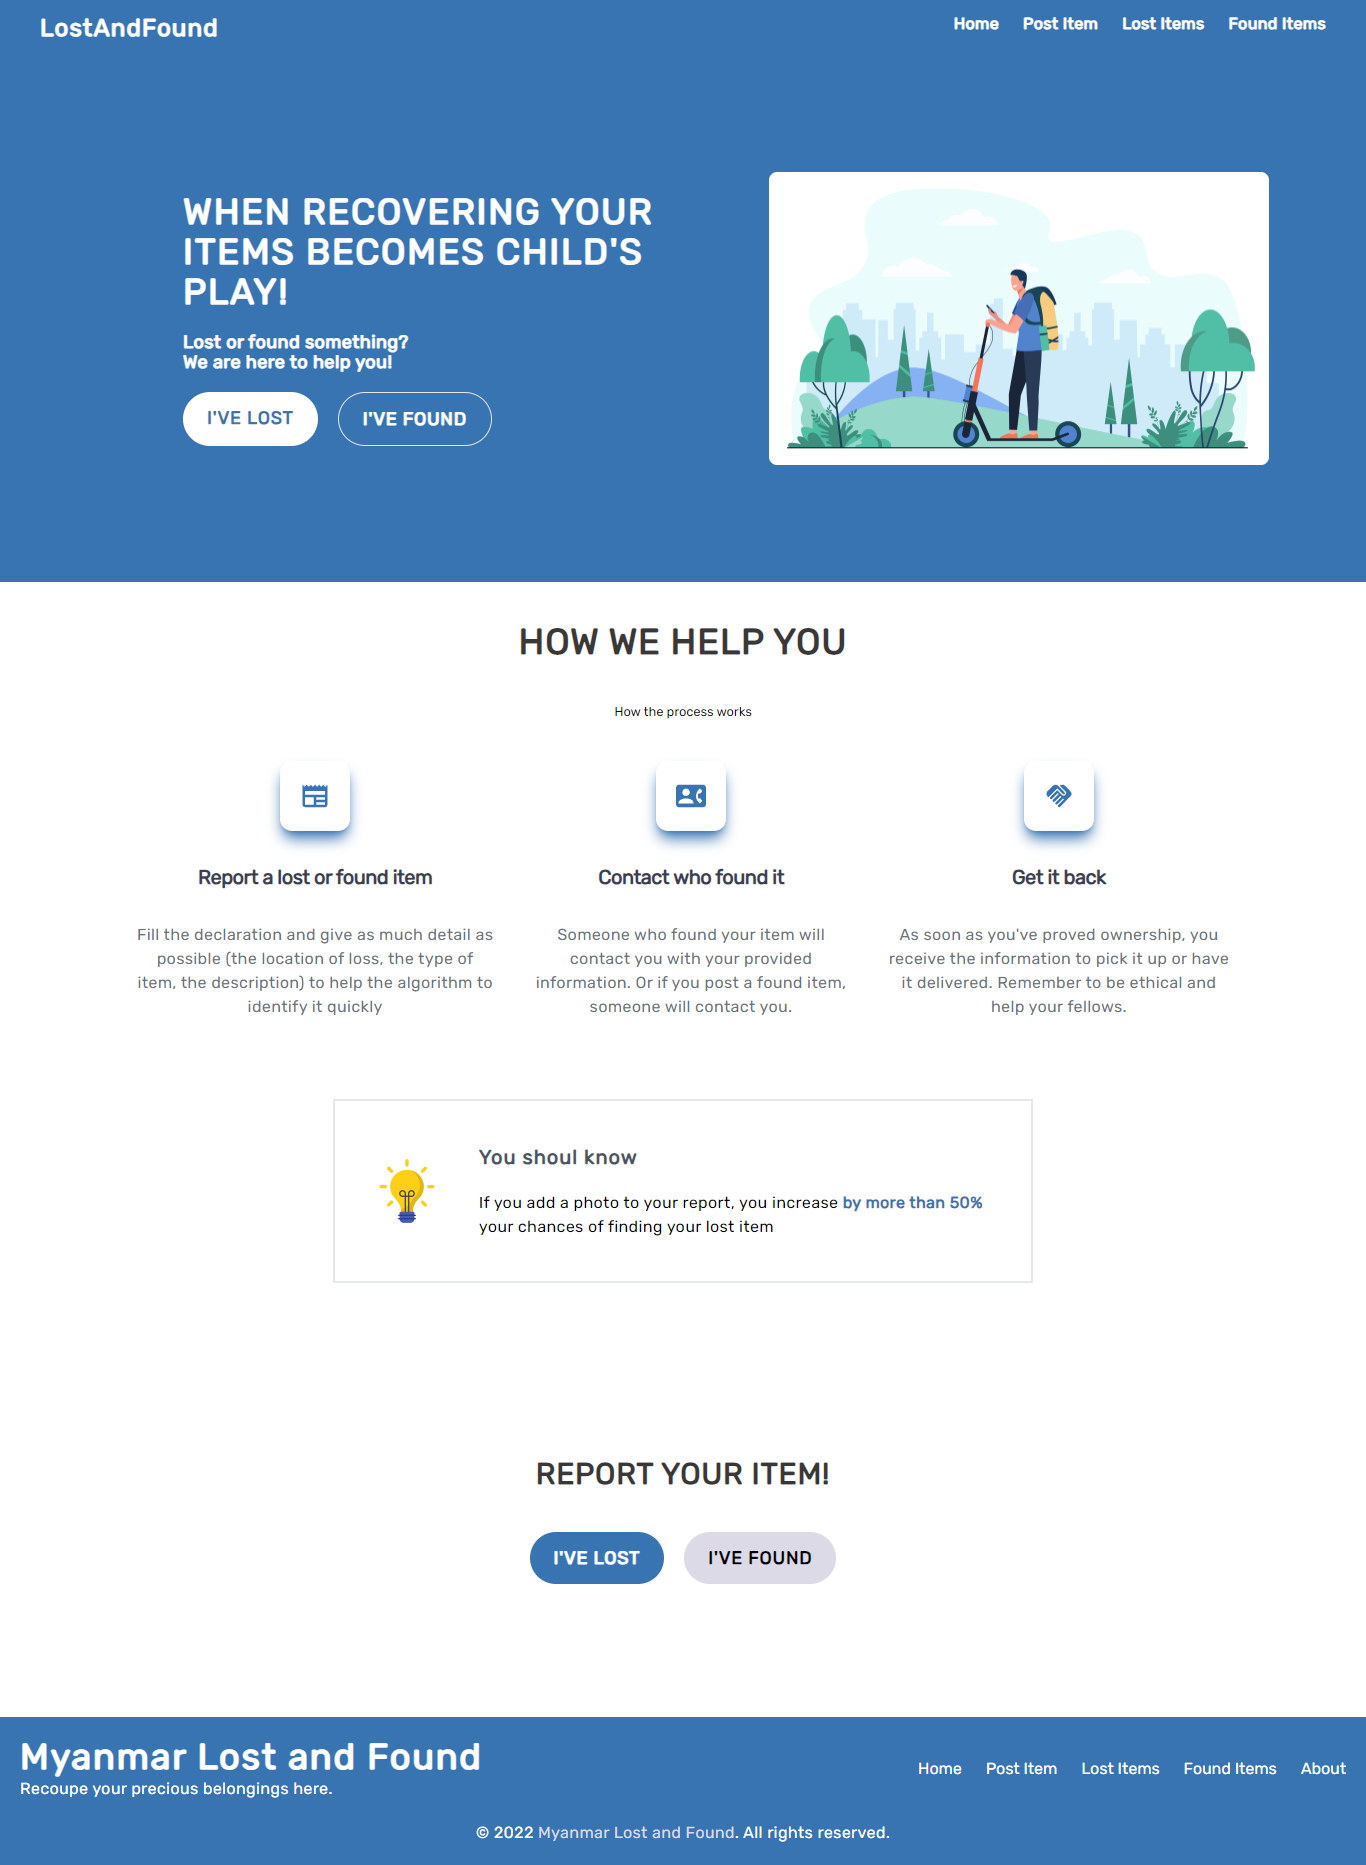 LostAndFound
Home Post Item Lost Items Found Items
WHEN RECOVERING YOUR
ITEMS BECOMES CHILD'S
PLAY!
Lost or found something?
We are here to help you!
I'VE LOST I'VE FOUND
HOW WE HELP YOU
How the process works
Report a lost or found item
Fill the declaration and give as much detail as
possible (the location of loss, the type of
item, the description) to help the algorithm to
identify it quickly
Contact who found it
Someone who found your item will
contact you with your provided
information. Or if you post a found item,
someone will contact you.
Get it back
As soon as you've proved ownership, you
receive the information to pick it up or have
it delivered. Remember to be ethical and
help your fellows.
You shoul know
If you add a photo to your report, you increase by more than 50%
your chances of finding your lost item
REPORT YOUR ITEM!
I'VE LOST I'VE FOUND
Myanmar Lost and Found
Recoupe your precious belongings here.
Home Post Item Lost Items Found Items About
© 2022 Myanmar Lost and Found. All rights reserved.